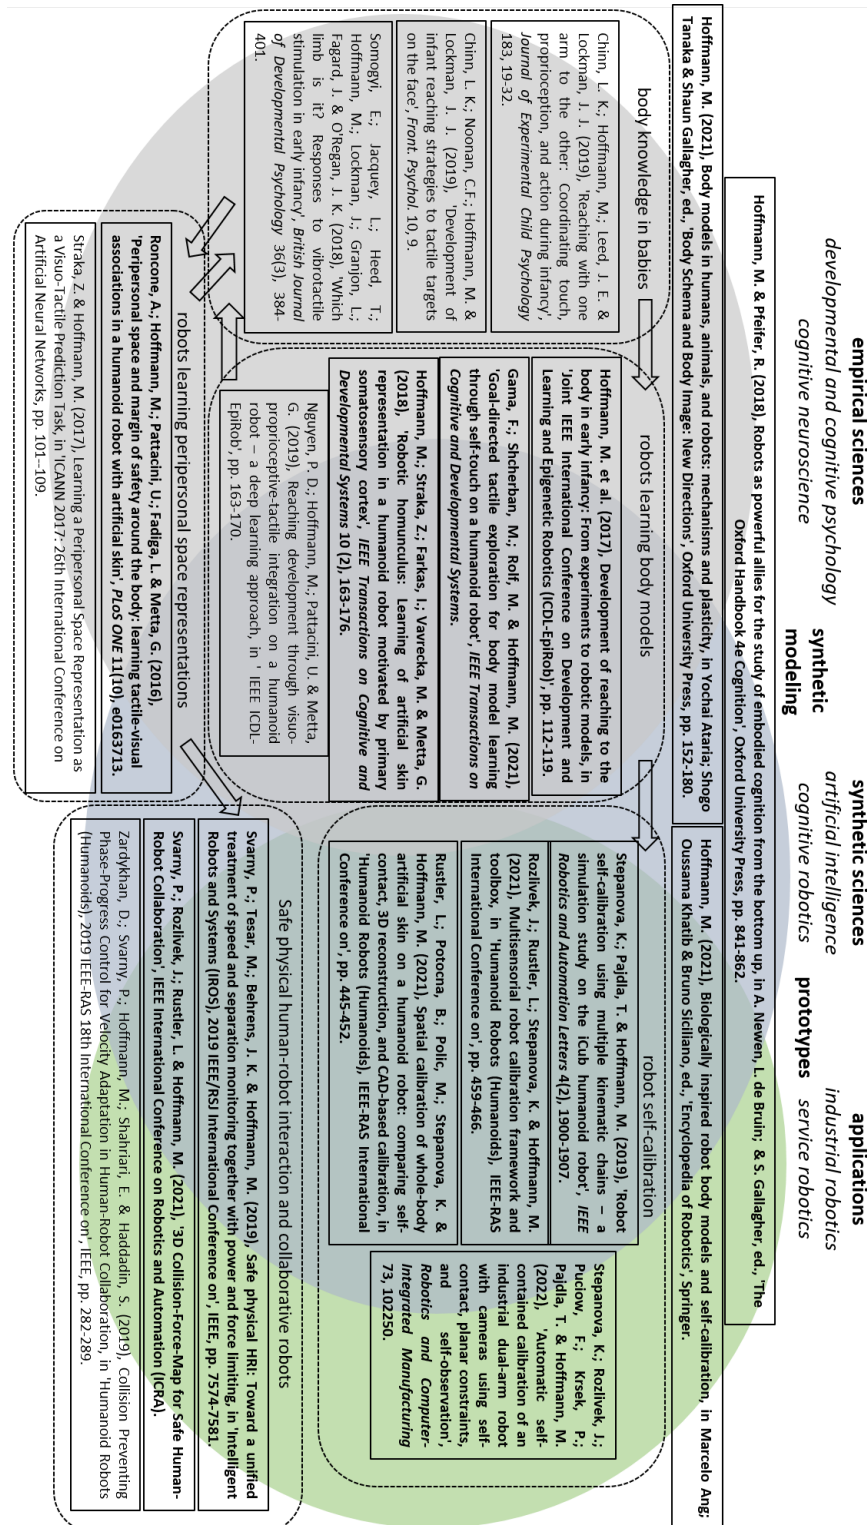 empirical sciences
developmental and cognitive psychology
cognitive neuroscience
synthetic
modeling
synthetic sciences
artificial intelligence
cognitive robotics
prototypes
applications
industrial robotics
service robotics
Hoffmann, M. & Pfeifer, R. (2018), Robots as powerful allies for the study of embodied cognition from the bottom up, in A. Newen, L. de Bruin; & S. Gallagher, ed., 'The
Oxford Handbook 4e Cognition', Oxford University Press, pp. 841-862.
Hoffmann, M. (2021), Body models in humans, animals, and robots: mechanisms and plasticity, in Yochai Ataria; Shogo
Tanaka & Shaun Gallagher, ed., 'Body Schema and Body Image: New Directions', Oxford University Press, pp. 152-180.
Hoffmann, M. (2021), Biologically inspired robot body models and self-calibration, in Marcelo Ang;
Oussama Khatib & Bruno Siciliano, ed., 'Encyclopedia of Robotics', Springer.
body knowledge in babies
Chinn, L. K.; Hoffmann, M.; Leed, J. E. &
Lockman, J. J. (2019), 'Reaching with one
arm to the other: Coordinating touch,
proprioception, and action during infancy',
Journal of Experimental Child Psychology
183, 19-32.
Chinn, L. K.; Noonan, C.F.; Hoffmann, M. &
Lockman, J. J. (2019), 'Development of
infant reaching strategies to tactile targets
on the face', Front. Psychol. 10, 9.
Somogyi, E.; Jacquey, L.; Heed, T.;
Hoffmann, M.; Lockman, J.; Granjon, L.;
Fagard, J. & O'Regan, J. K. (2018), 'Which
limb is it? Responses to vibrotactile
stimulation in early infancy', British Journal
of Developmental Psychology 36(3), 384-
401.
robots learning body models
Hoffmann, M. et al. (2017), Development of reaching to the
body in early infancy: From experiments to robotic models, in
'Joint IEEE International Conference on Development and
Learning and Epigenetic Robotics (ICDL-EpiRob)', pp. 112-119.
Gama, F.; Shcherban, M.; Rolf, M. & Hoffmann, M. (2021),
'Goal-directed tactile exploration for body model learning
through self-touch on a humanoid robot', IEEE Transactions on
Cognitive and Developmental Systems.
Hoffmann, M.; Straka, Z.; Farkas, I.; Vavrecka, M. & Metta, G.
(2018), 'Robotic homunculus: Learning of artificial skin
representation in a humanoid robot motivated by primary
somatosensory cortex', IEEE Transactions on Cognitive and
Developmental Systems 10 (2), 163-176.
Nguyen, P. D.; Hoffmann, M.; Pattacini, U. & Metta,
G. (2019), Reaching development through visuo-
proprioceptive-tactile integration on a humanoid
robot – a deep learning approach, in ' IEEE ICDL-
EpiRob', pp. 163-170.
robot self-calibration
Stepanova, K.; Pajdla, T. & Hoffmann, M. (2019), 'Robot
self-calibration using multiple kinematic chains – a
simulation study on the iCub humanoid robot', IEEE
Robotics and Automation Letters 4(2), 1900-1907.
Rozlivek, J.; Rustler, L.; Stepanova, K. & Hoffmann, M.
(2021), Multisensorial robot calibration framework and
toolbox, in 'Humanoid Robots (Humanoids), IEEE-RAS
International Conference on', pp. 459-466.
Rustler, L.; Potocna, B.; Polic, M.; Stepanova, K. &
Hoffmann, M. (2021), Spatial calibration of whole-body
artificial skin on a humanoid robot: comparing self-
contact, 3D reconstruction, and CAD-based calibration, in
'Humanoid Robots (Humanoids), IEEE-RAS International
Conference on', pp. 445-452.
Stepanova, K.; Rozlivek, J.;
Puciow, F.; Krsek, P.;
Pajdla, T. & Hoffmann, M.
(2022), 'Automatic self-
contained calibration of an
industrial dual-arm robot
with cameras using self-
contact, planar constraints,
and self-observation',
Robotics and Computer-
Integrated Manufacturing
73, 102250.
robots learning peripersonal space representations
Roncone, A.; Hoffmann, M.; Pattacini, U.; Fadiga, L. & Metta, G. (2016),
'Peripersonal space and margin of safety around the body: learning tactile-visual
associations in a humanoid robot with artificial skin', PLoS ONE 11(10), e0163713.
Straka, Z. & Hoffmann, M. (2017), Learning a Peripersonal Space Representation as
a Visuo-Tactile Prediction Task, in 'ICANN 2017: 26th International Conference on
Artificial Neural Networks, pp. 101--109.
Safe physical human-robot interaction and collaborative robots
Svarny, P.; Tesar, M.; Behrens, J. K. & Hoffmann, M. (2019), Safe physical HRI: Toward a unified
treatment of speed and separation monitoring together with power and force limiting, in 'Intelligent
Robots and Systems (IROS), 2019 IEEE/RSJ International Conference on', IEEE, pp. 7574-7581.
Svarny, P.; Rozlivek, J.; Rustler, L. & Hoffmann, M. (2021), '3D Collision-Force-Map for Safe Human-
Robot Collaboration', IEEE International Conference on Robotics and Automation (ICRA).
Zardykhan, D.; Svarny, P.; Hoffmann, M.; Shahriari, E. & Haddadin, S. (2019), Collision Preventing
Phase-Progress Control for Velocity Adaptation in Human-Robot Collaboration, in 'Humanoid Robots
(Humanoids), 2019 IEEE-RAS 18th International Conference on', IEEE, pp. 282-289.